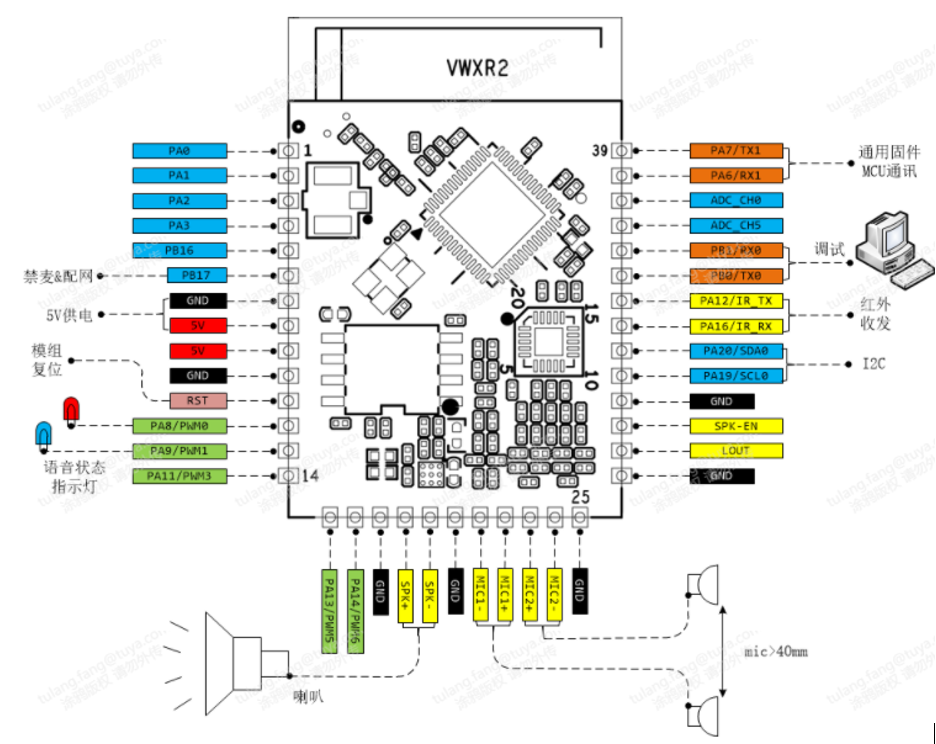 VWXR2
1
39
PA0
PA1
PA2
PA3
PB16
禁麦&配网
PB17
GND
5V供电
5V
5V
模组
复位
GND
RST
PA8/PWM0
PA9/PWM1
语音状态
指示灯
PA11/PWM3
14
PA7/TX1
PA6/RX1
通用固件
MCU通讯
ADC_CH0
ADC_CH5
PB1/RX0
PB0/TX0
调试
PA12/IR_TX
PA16/IR_RX
红外
收发
PA20/SDA0
PA19/SCL0
I2C
GND
SPK-EN
LOUT
GND
20
15
5
10
25
PA13/PWM5
PA14/PWM6
GND
SPK+
SPK-
GND
MIC1-
MIC1+
MIC2+
MIC2-
GND
喇叭
mic>40mm
tulang.fang@tuya.com
涂鸦版权 请勿外传